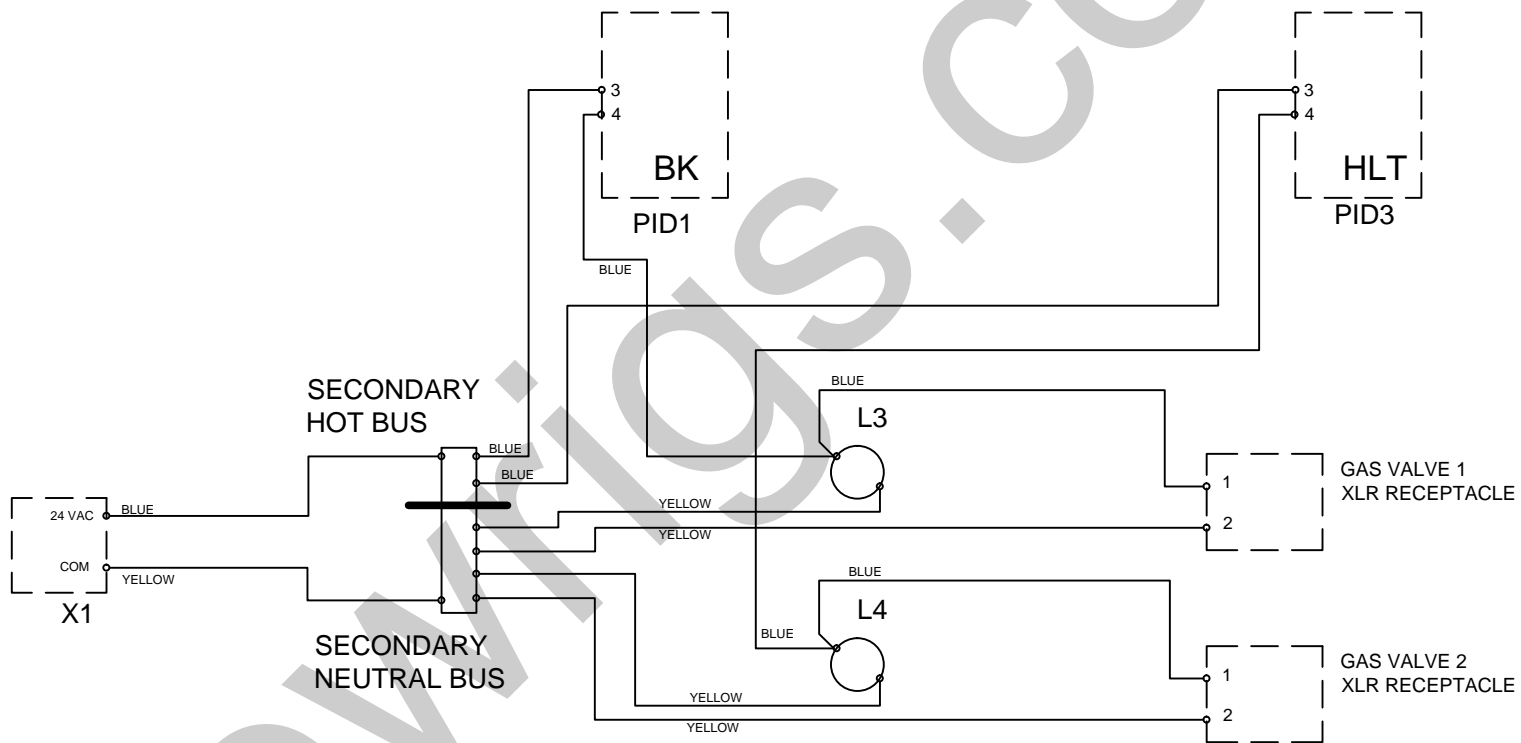 3
4
BK
PID1
3
4
HLT
PID3
BLUE
SECONDARY
HOT BUS
BLUE
BLUE
BLUE
L3
YELLOW
YELLOW
1
2
GAS VALVE 1
XLR RECEPTACLE
24 VAC
BLUE
COM
YELLOW
X1
SECONDARY
NEUTRAL BUS
BLUE
L4
BLUE
YELLOW
YELLOW
1
2
GAS VALVE 2
XLR RECEPTACLE
wrigs.co